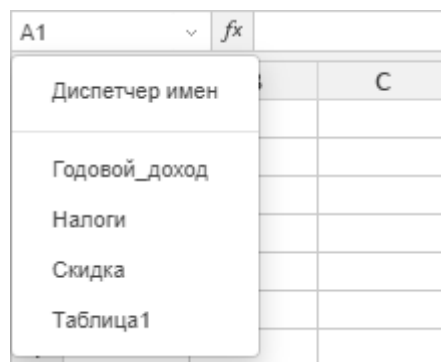 A1 fx
Диспетчер имен
C
Годовой_доход
Налоги
Скидка
Таблица1